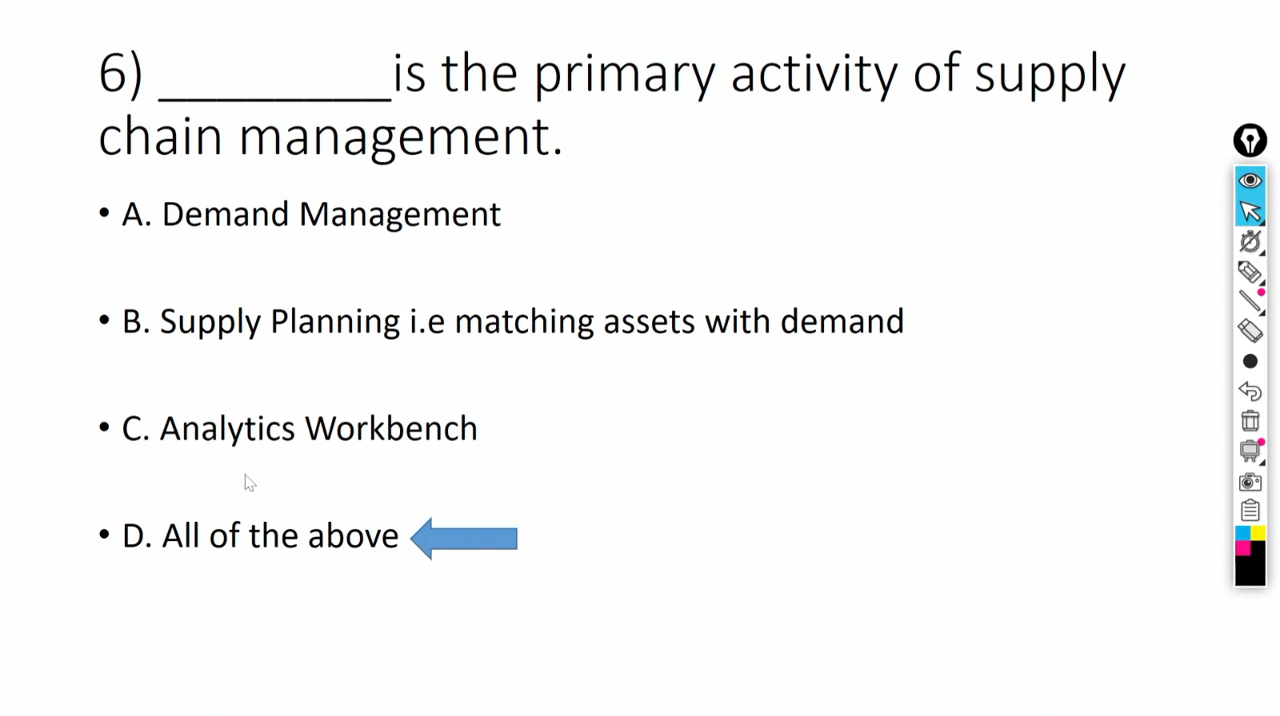 6) ________is the primary activity of supply
chain management.
• A. Demand Management
• B. Supply Planning i.e matching assets with demand
• C. Analytics Workbench
• D. All of the above